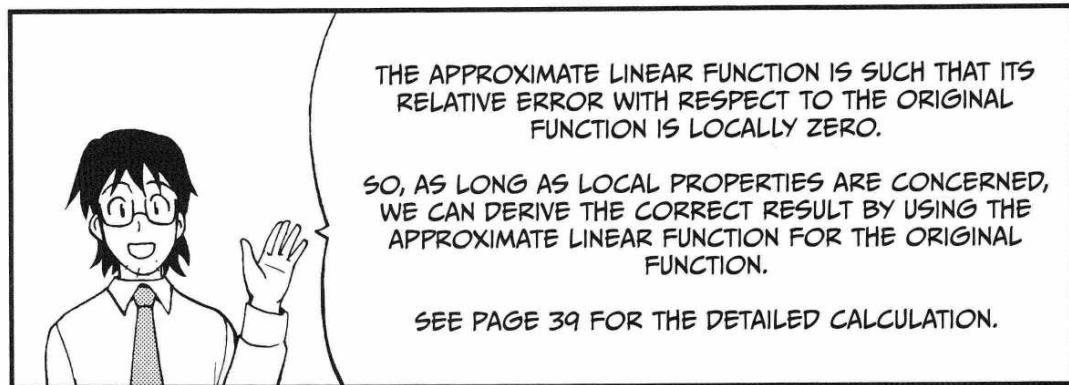 THE APPROXIMATE LINEAR FUNCTION IS SUCH THAT ITS
RELATIVE ERROR WITH RESPECT TO THE ORIGINAL
FUNCTION IS LOCALLY ZERO.
SO, AS LONG AS LOCAL PROPERTIES ARE CONCERNED,
WE CAN DERIVE THE CORRECT RESULT BY USING THE
APPROXIMATE LINEAR FUNCTION FOR THE ORIGINAL
FUNCTION.
SEE PAGE 39 FOR THE DETAILED CALCULATION.